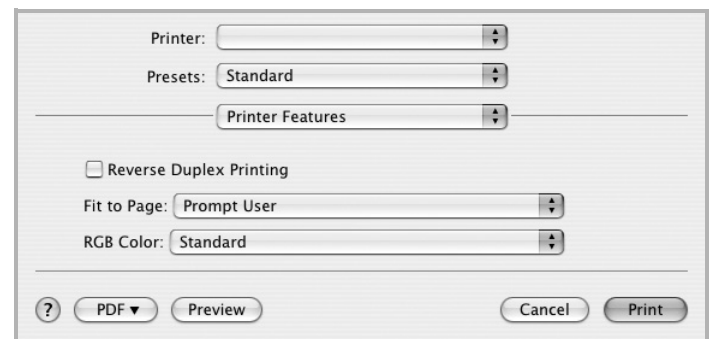 Printer:
Presets: Standard
Printer Features
Reverse Duplex Printing
Fit to Page: Prompt User
RGB Color: Standard
? PDF ▼ Preview Cancel Print